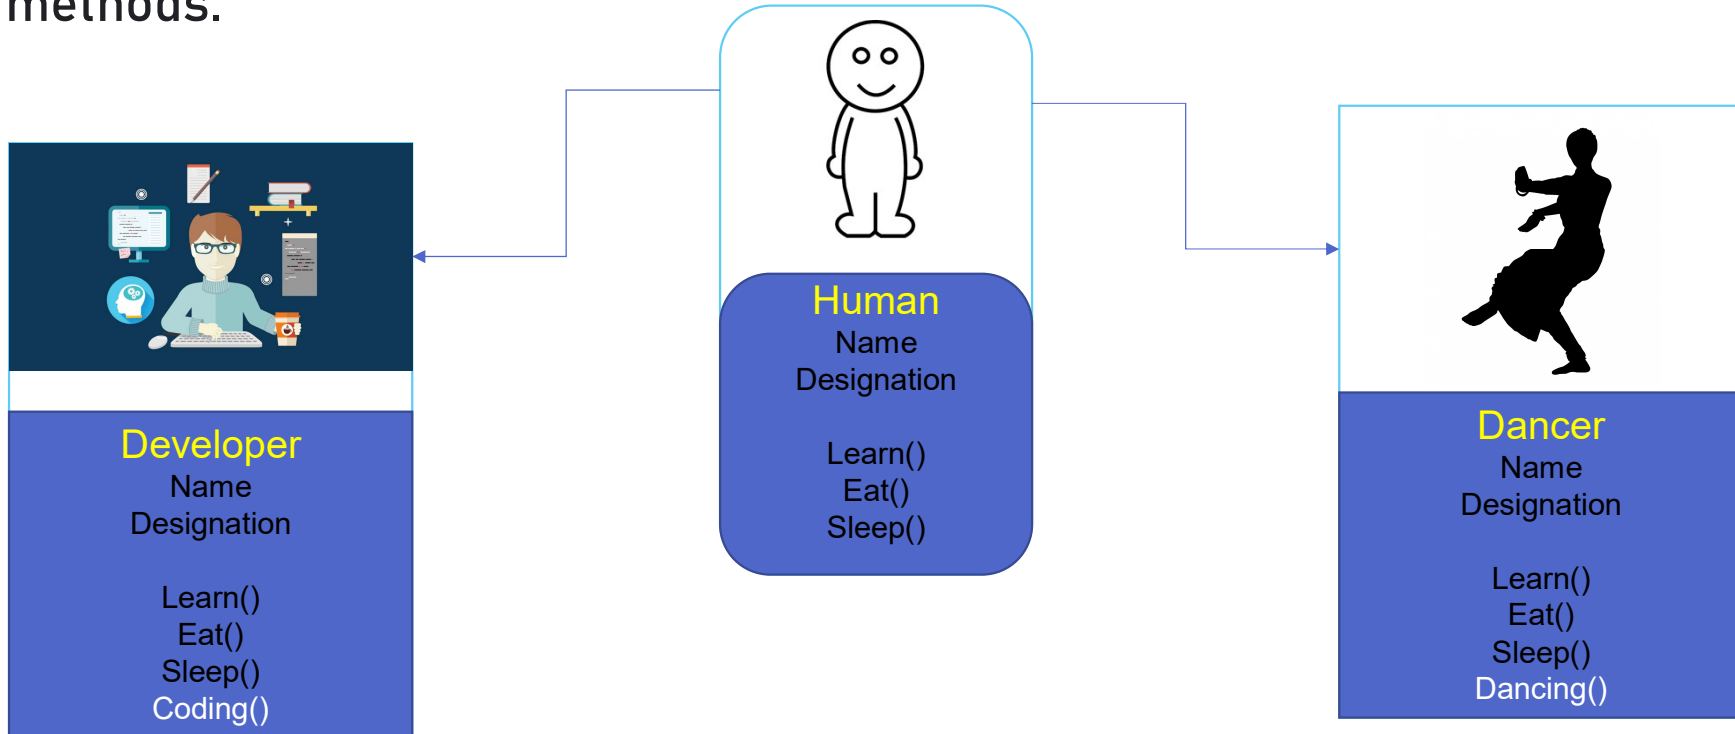 methods.
Developer
Name
Designation
Learn()
Eat()
Sleep()
Coding()
Human
Name
Designation
Learn()
Eat()
Sleep()
Dancer
Name
Designation
Learn()
Eat()
Sleep()
Dancing()